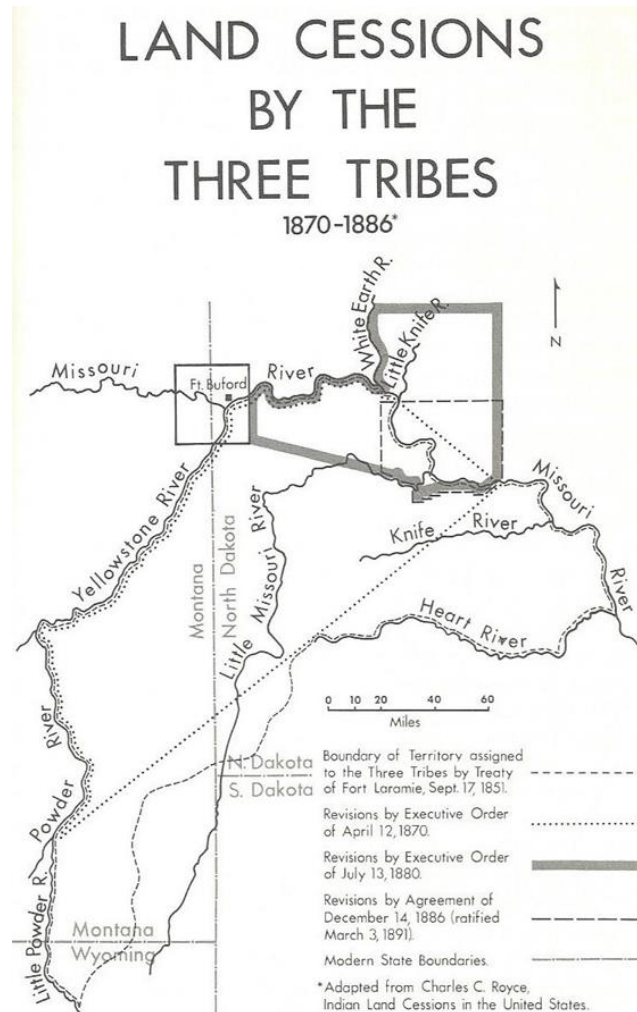 LAND CESSIONS
BY THE
THREE TRIBES
1870-1886*
White Earth R.
Little Knife R.
N
Missouri
River
Ft. Buford
Missouri
River
Yellowstone River
Montana
North Dakota
Little Missouri River
Knife River
Heart River
0 10 20 40 60
Miles
Powder River
N. Dakota
S. Dakota
Boundary of Territory assigned
to the Three Tribes by Treaty
of Fort Laramie, Sept. 17, 1851.
Revisions by Executive Order
of April 12, 1870.
Revisions by Executive Order
of July 13, 1880.
Revisions by Agreement of
December 14, 1886 (ratified
March 3, 1891).
Modern State Boundaries.
Little Powder R.
Montana
Wyoming
*Adapted from Charles C. Royce,
Indian Land Cessions in the United States.